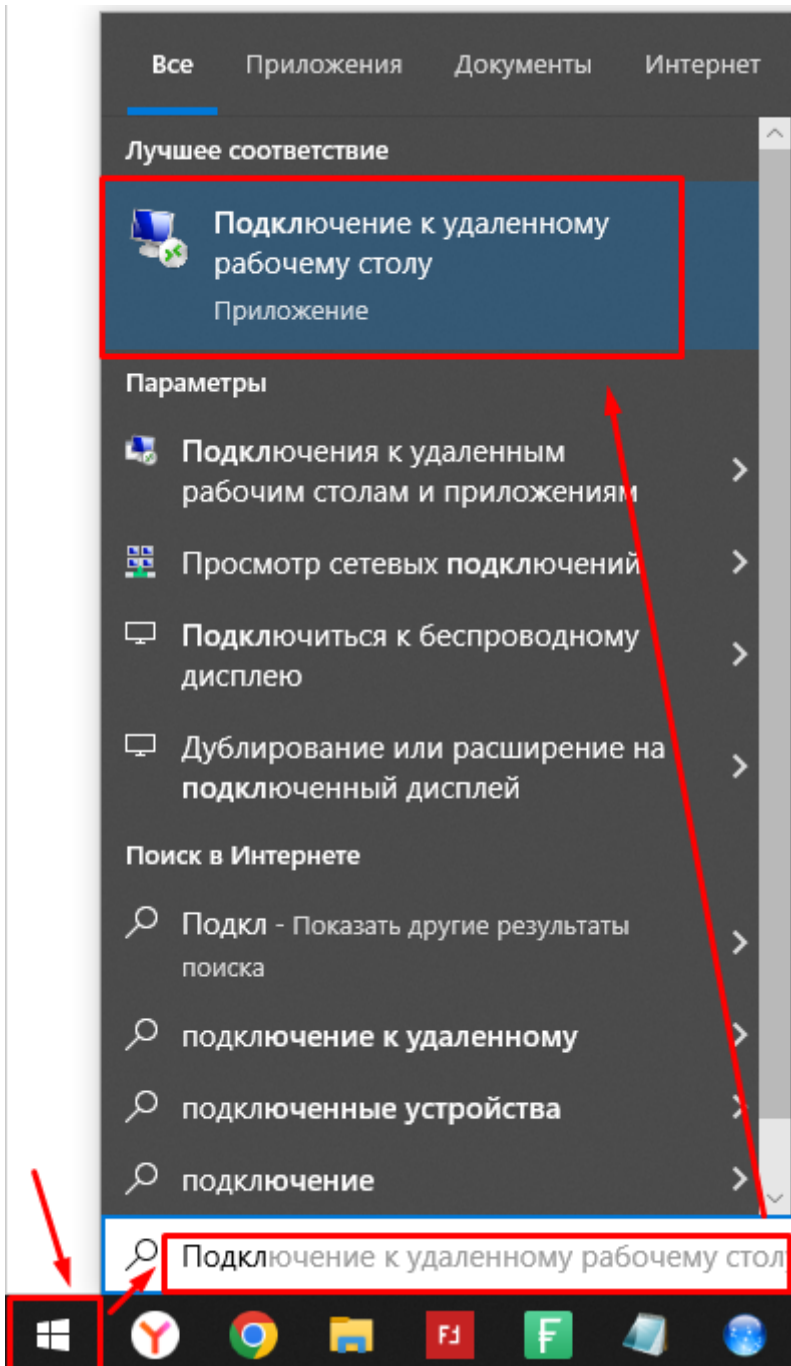 Все Приложения Документы Интернет
Лучшее соответствие
Подключение к удаленному
рабочему столу
Приложение
Параметры
Подключения к удаленным
рабочим столам и приложениям
Просмотр сетевых подключений
Подключиться к беспроводному
дисплею
Дублирование или расширение на
подключенный дисплей
Поиск в Интернете
Подкл - Показать другие результаты
поиска
подключение к удаленному
подключенные устройства
подключение
Подключение к удаленному рабочему стол